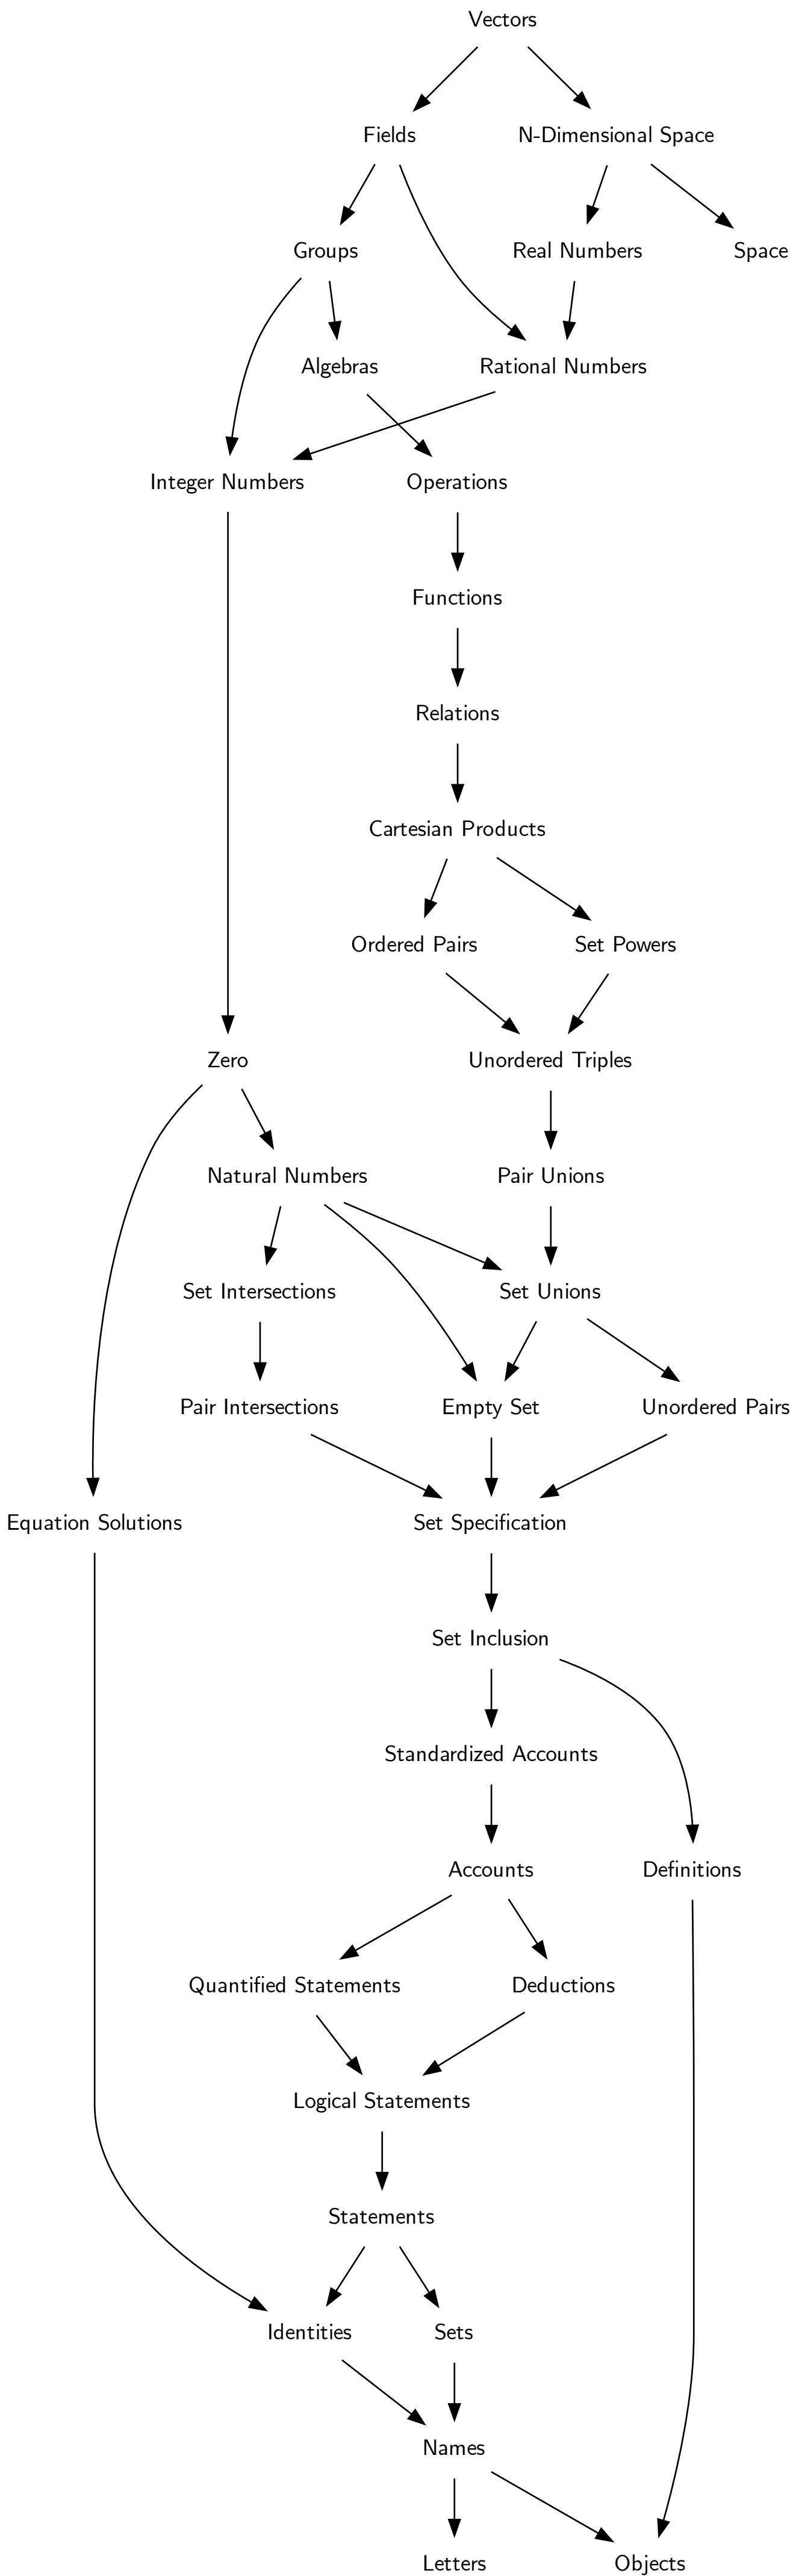 Vectors
Fields
N-Dimensional Space
Groups
Real Numbers
Space
Algebras
Rational Numbers
Integer Numbers
Operations
Functions
Relations
Cartesian Products
Ordered Pairs
Set Powers
Zero
Unordered Triples
Natural Numbers
Pair Unions
Set Intersections
Set Unions
Pair Intersections
Empty Set
Unordered Pairs
Equation Solutions
Set Specification
Set Inclusion
Standardized Accounts
Accounts
Definitions
Quantified Statements
Deductions
Logical Statements
Statements
Identities
Sets
Names
Letters
Objects